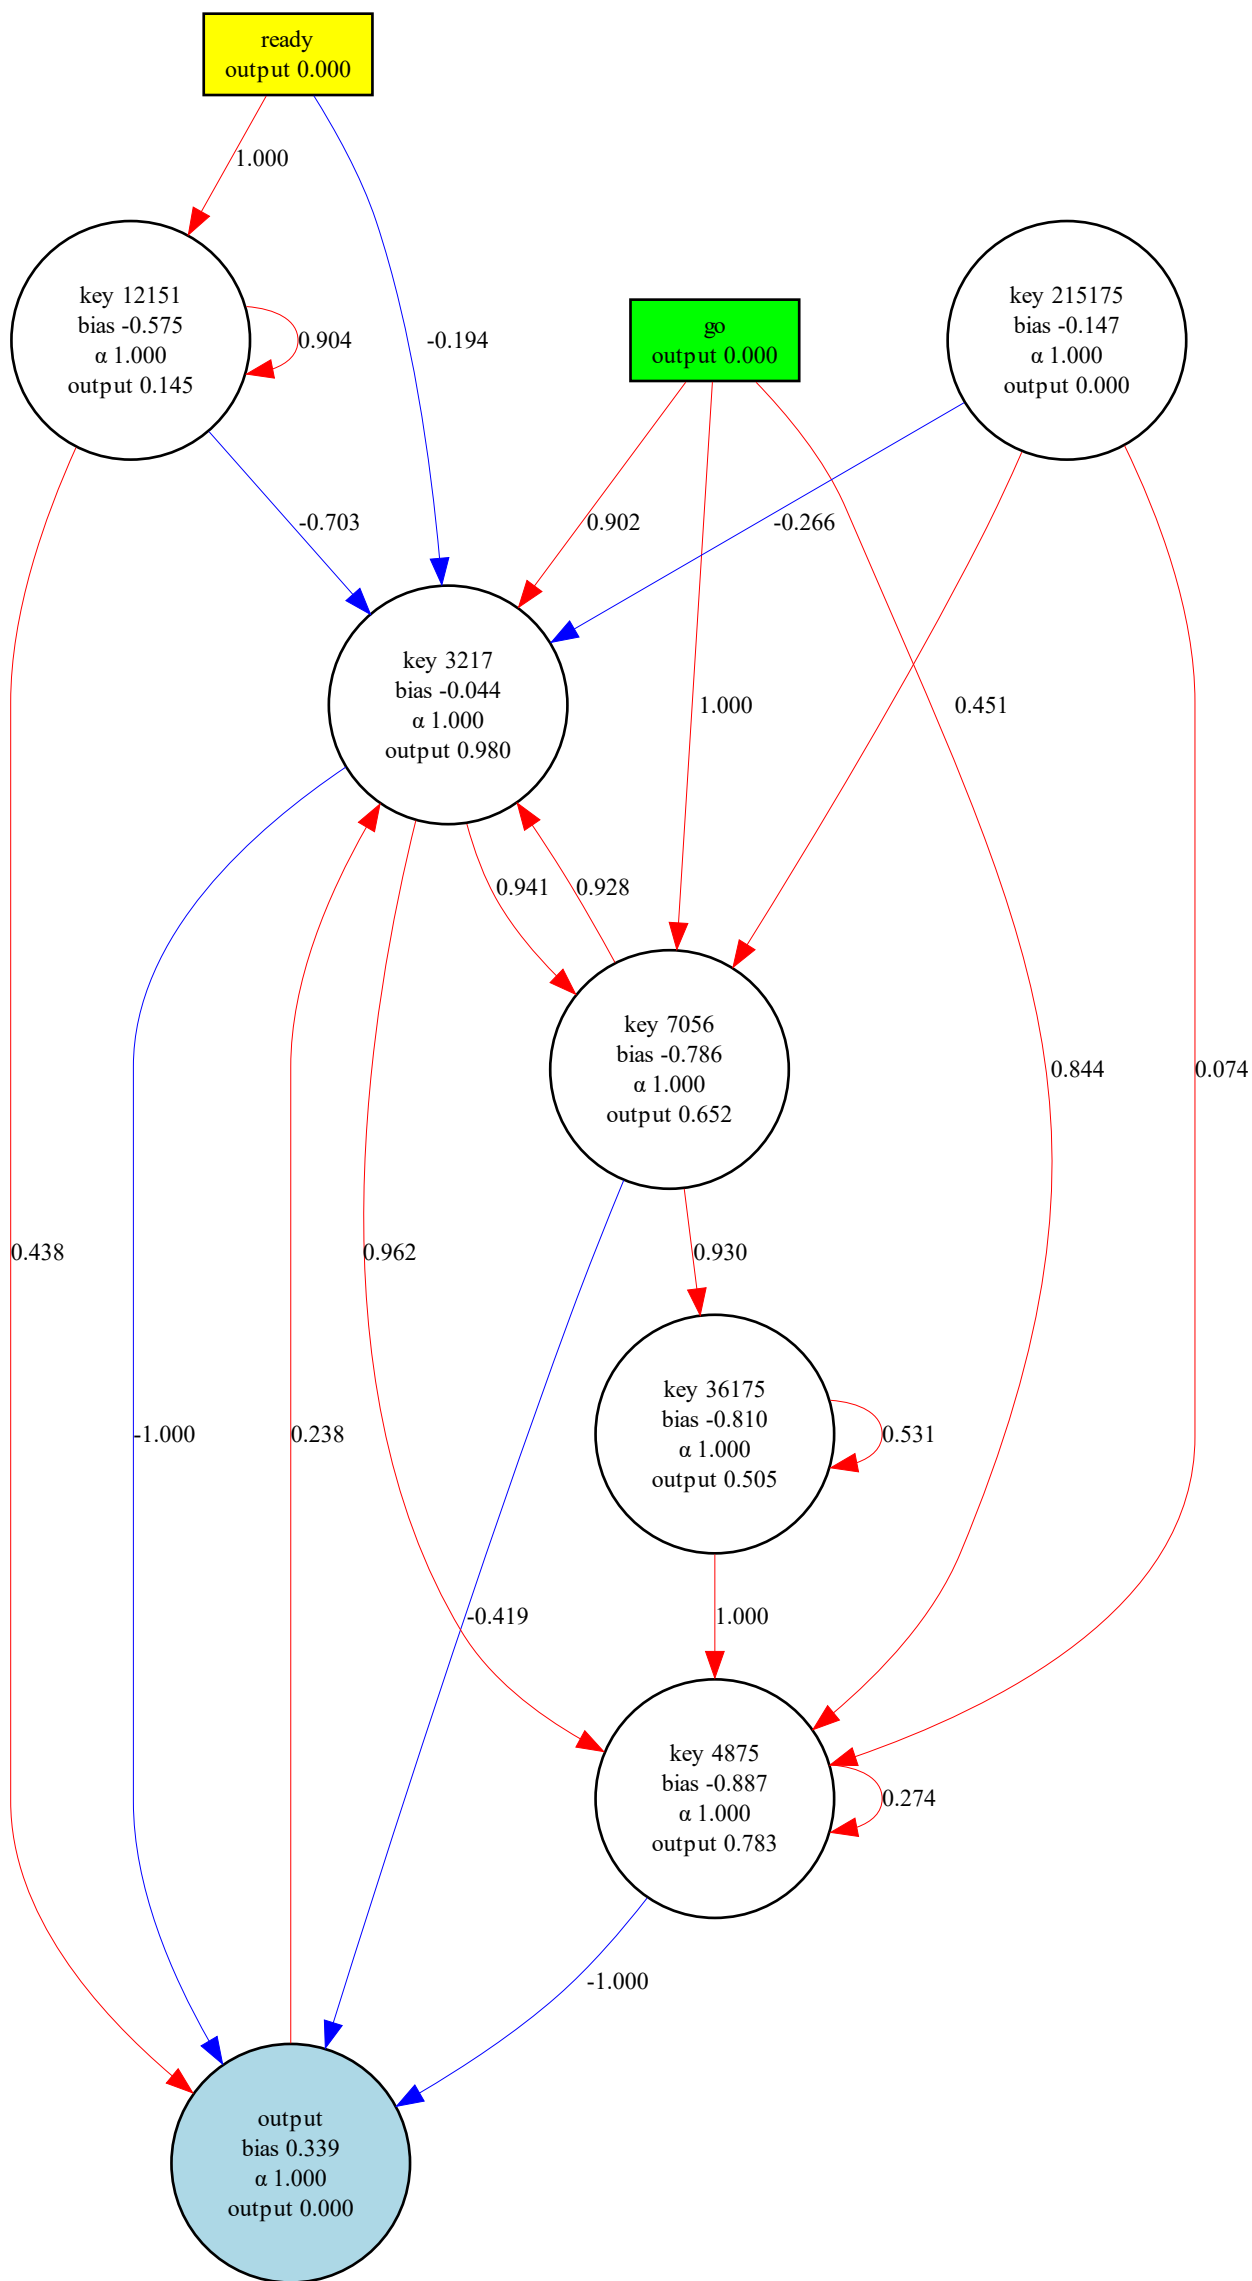 ready
output 0.000
1.000
key 12151
bias -0.575
α 1.000
output 0.145
0.904
-0.194
go
output 0.000
key 215175
bias -0.147
α 1.000
output 0.000
-0.703
0.902
-0.266
key 3217
bias -0.044
α 1.000
output 0.980
1.000
0.451
0.941
0.928
key 7056
bias -0.786
α 1.000
output 0.652
0.844
0.074
0.438
0.962
0.930
key 36175
bias -0.810
α 1.000
output 0.505
0.531
-1.000
0.238
-0.419
1.000
key 4875
bias -0.887
α 1.000
output 0.783
0.274
-1.000
output
bias 0.339
α 1.000
output 0.000